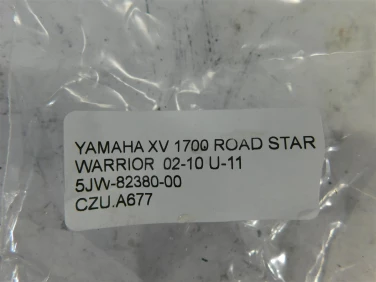 YAMAHA XV 1700 ROAD STAR
WARRIOR 02-10 U-11
5JW-82380-00
CZU.A677